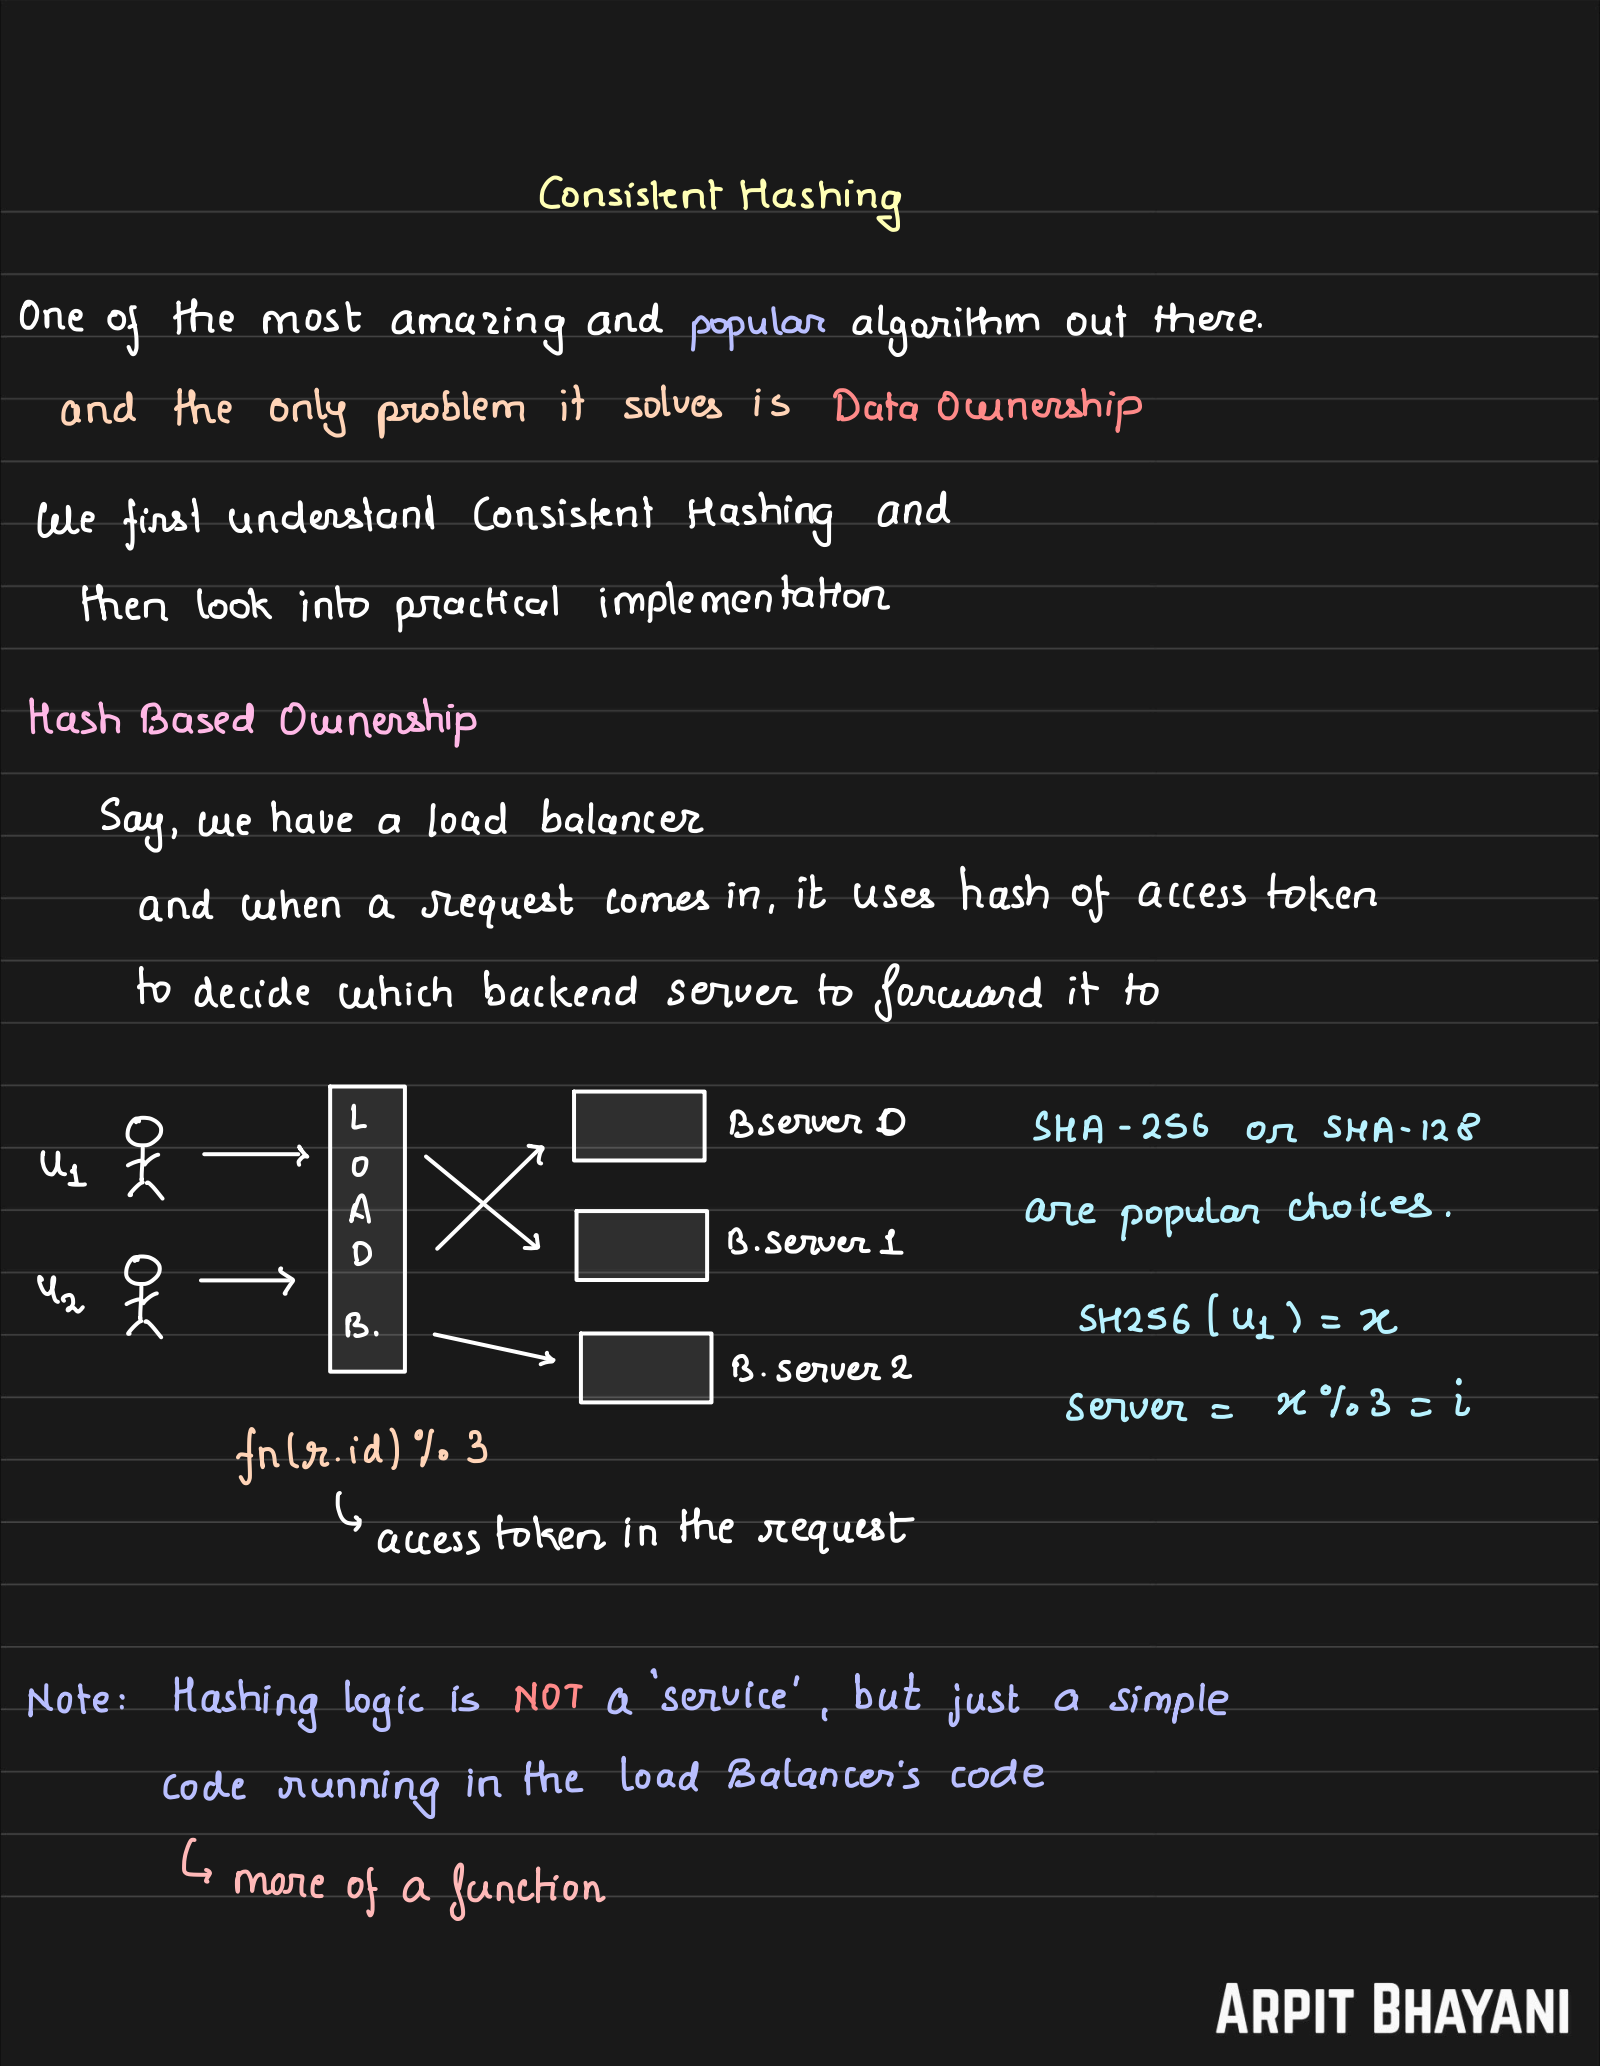 Consistent Hashing
One of the most amazing and popular algorithm out there.
and the only problem it solves is Data Ownership
We first understand Consistent Hashing and
then look into practical implementation
Hash Based Ownership
Say, we have a load balancer
and when a request comes in, it uses hash of access token
to decide which backend server to forward it to
U1
U2
LOAD B.
B server 0
B. server 1
B. server 2
fn(r.id) % 3
access token in the request
SHA-256 or SHA-128
are popular choices.
SH256 (U1) = x
server = x % 3 = i
Note: Hashing logic is NOT a 'service', but just a simple
code running in the load Balancer's code
more of a function
ARPIT BHAYANI